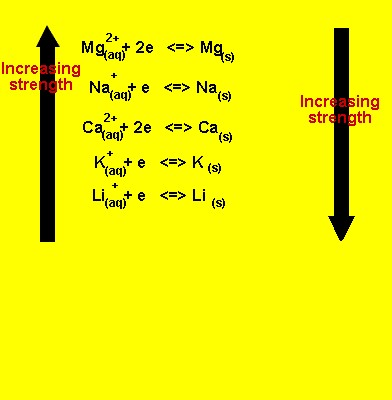 Mg²⁺(aq) + 2e <=> Mg(s)
Increasing strength
Na⁺(aq) + e <=> Na(s)
Increasing strength
Ca²⁺(aq) + 2e <=> Ca(s)
K⁺(aq) + e <=> K (s)
Li⁺(aq) + e <=> Li (s)